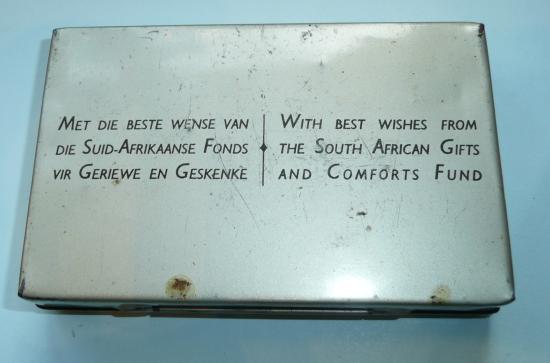 MET DIE BESTE WENSE VAN
DIE SUID-AFRIKAANSE FONDS
VIR GERIEWE EN GESKENKE
WITH BEST WISHES FROM
THE SOUTH AFRICAN GIFTS
AND COMFORTS FUND